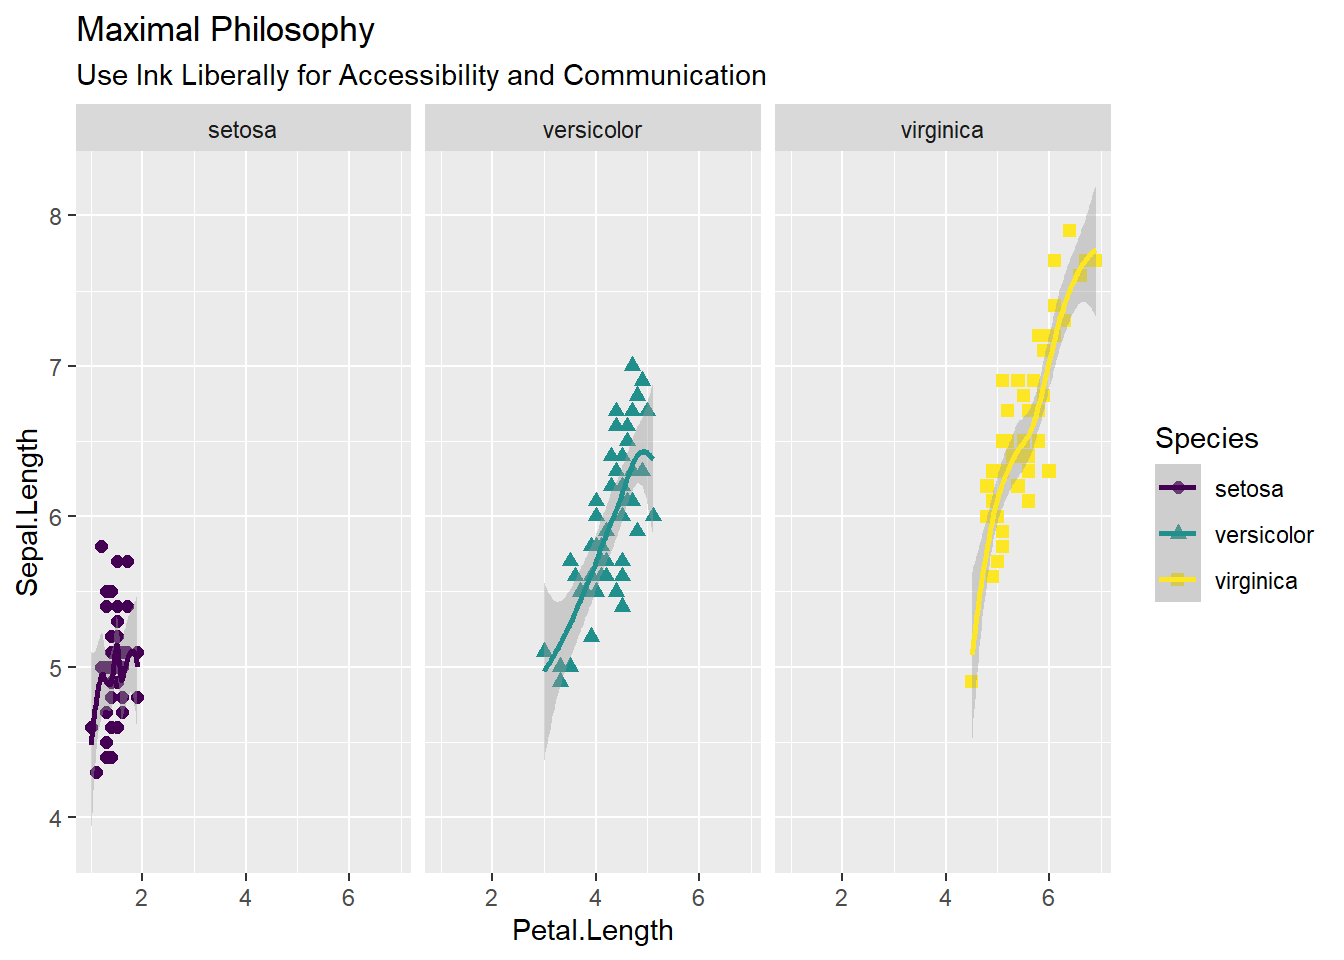 Maximal Philosophy
Use Ink Liberally for Accessibility and Communication
setosa
versicolor
virginica
8
7
6
5
4
Sepal.Length
2
4
6
2
4
6
2
4
6
Petal.Length
Species
setosa
versicolor
virginica